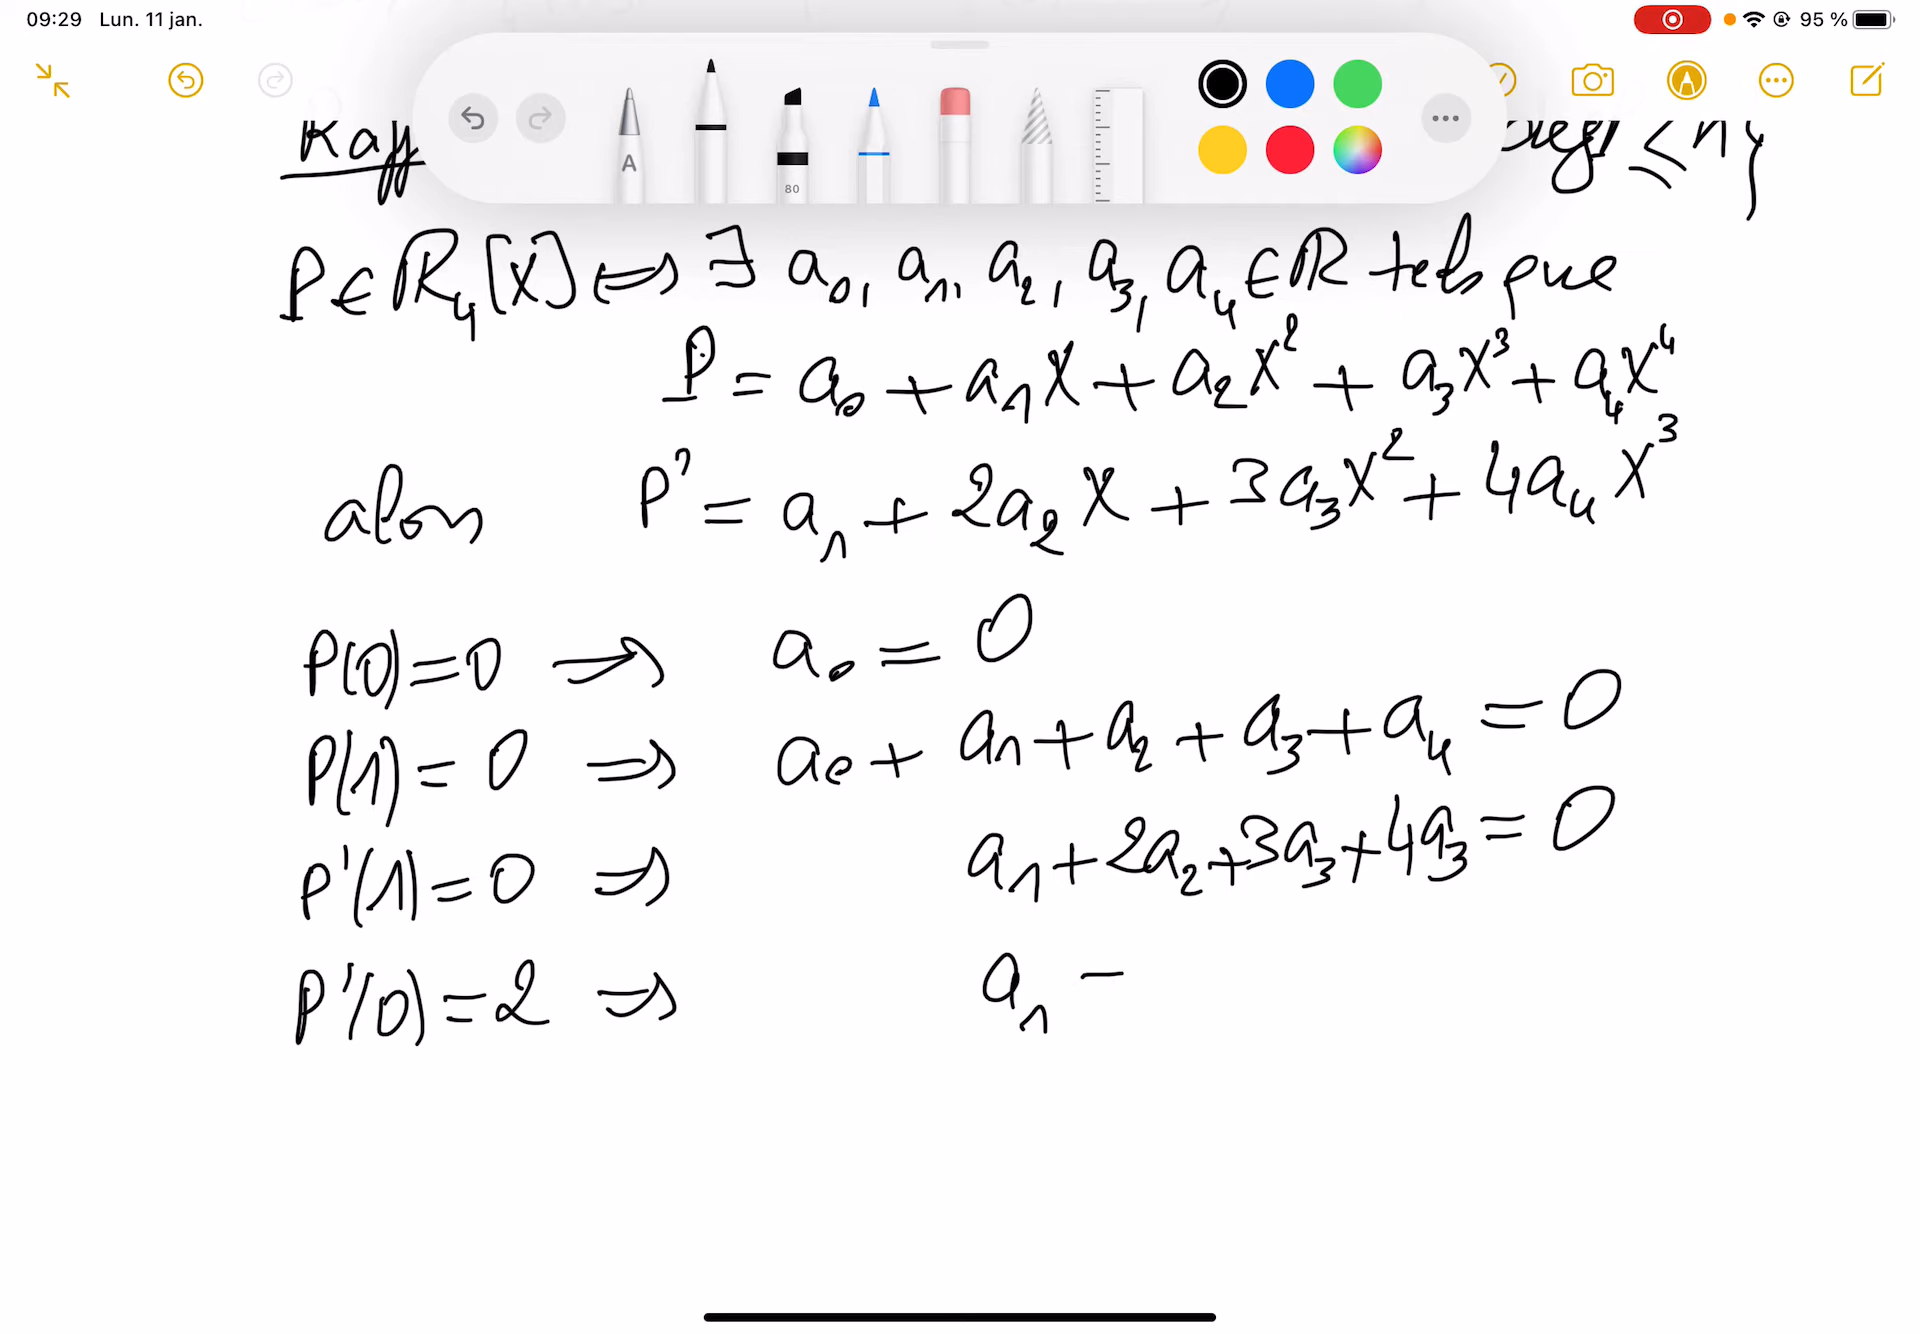 09:29 Lun. 11 jan. 95 %
A 80
Rapp deg P ≤ n}
P ∈ ℝ₄[X] ⟺ ∃ a₀, a₁, a₂, a₃, a₄ ∈ ℝ tels que
P = a₀ + a₁X + a₂X² + a₃X³ + a₄X⁴
alors P' = a₁ + 2a₂X + 3a₃X² + 4a₄X³
P(0)=0 → a₀ = 0
P(1)=0 ⇒ a₀ + a₁ + a₂ + a₃ + a₄ = 0
P'(1)=0 ⇒ a₁ + 2a₂ + 3a₃ + 4a₃ = 0
P'(0)=2 ⇒ a₁ −